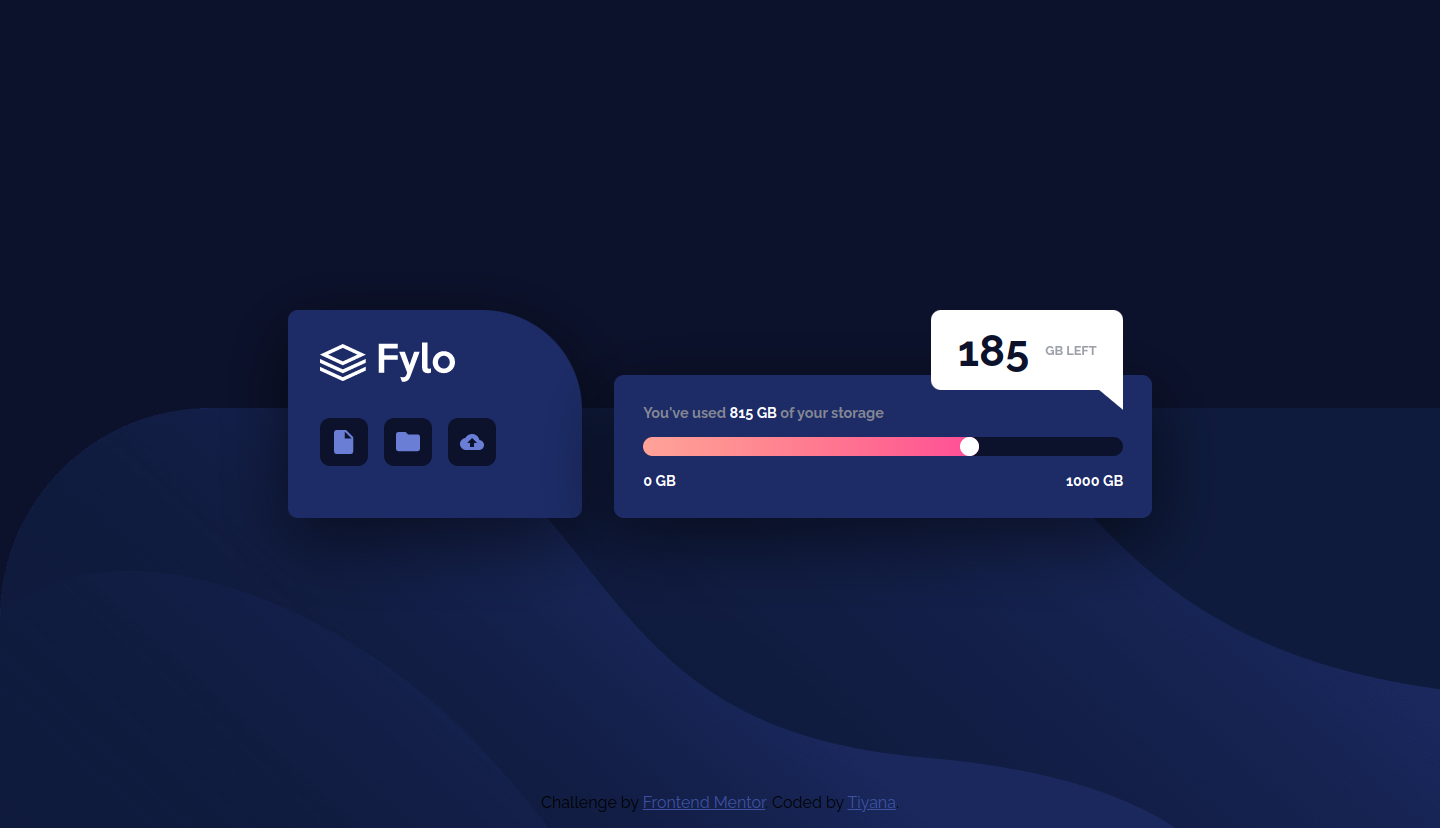 Fylo
185 GB LEFT
You've used 815 GB of your storage
0 GB 1000 GB
Challenge by Frontend Mentor. Coded by Tiyana.